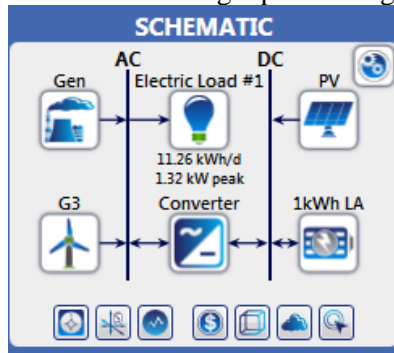 SCHEMATIC
AC DC
Gen Electric Load #1 PV
11.26 kWh/d
1.32 kW peak
G3 Converter 1kWh LA